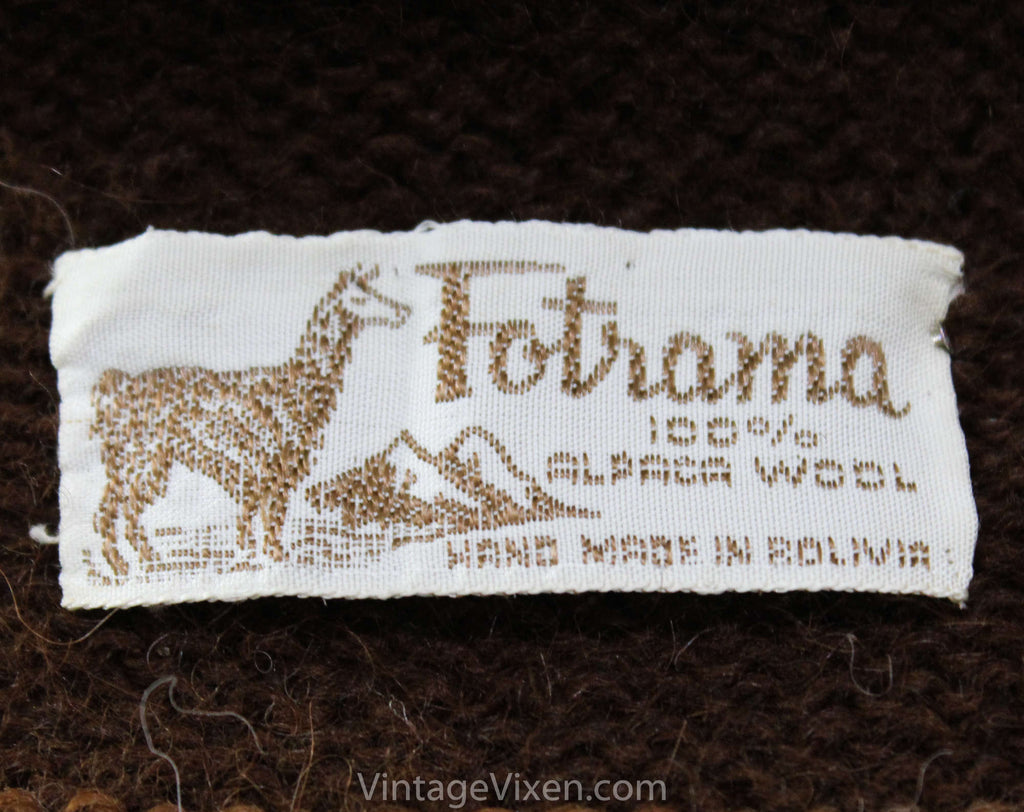 Fotrama
100%
ALPACA WOOL
HAND MADE IN BOLIVIA
VintageVixen.com